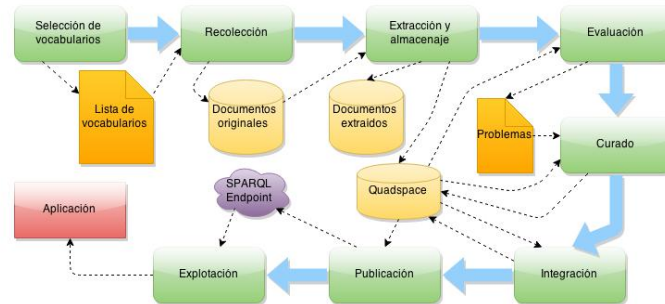 Selección de
vocabularios
Recolección
Extracción y
almacenaje
Evaluación
Lista de
vocabularios
Documentos
originales
Documentos
extraidos
Problemas
Curado
SPARQL
Endpoint
Quadspace
Aplicación
Explotación
Publicación
Integración